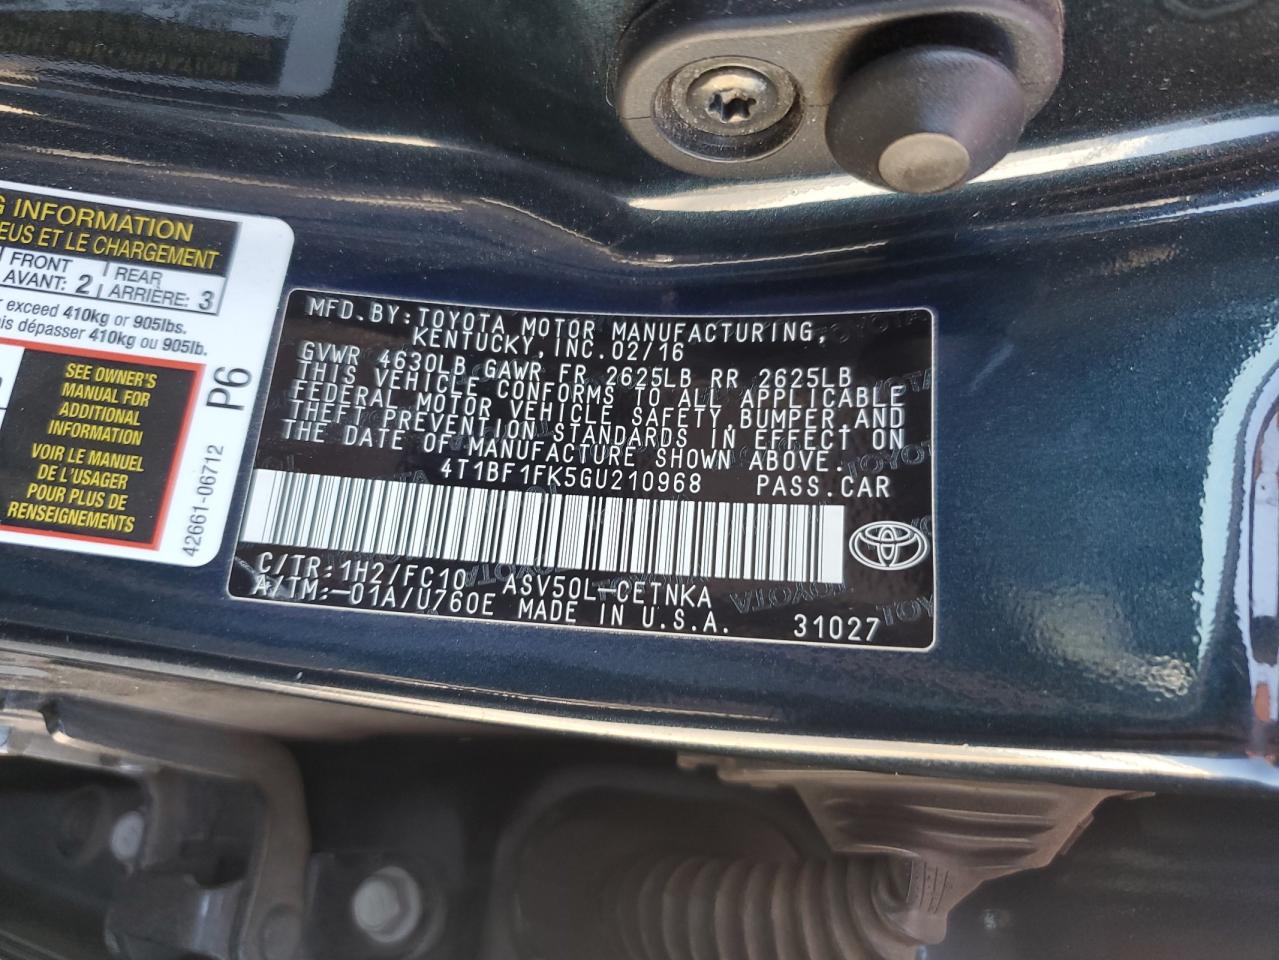 G INFORMATION
EUS ET LE CHARGEMENT
FRONT
AVANT: 2
REAR
ARRIÈRE: 3
exceed 410kg or 905lbs.
dépasser 410kg ou 905lb.
SEE OWNER'S
MANUAL FOR
ADDITIONAL
INFORMATION
VOIR LE MANUEL
DE L'USAGER
POUR PLUS DE
RENSEIGNEMENTS
P6
42661-06712
MFD.BY:TOYOTA MOTOR MANUFACTURING,
KENTUCKY,INC.02/16
GVWR 4630LB GAWR FR 2625LB RR 2625LB
THIS VEHICLE CONFORMS TO ALL APPLICABLE
FEDERAL MOTOR VEHICLE SAFETY,BUMPER,AND
THEFT PREVENTION STANDARDS IN EFFECT ON
THE DATE OF MANUFACTURE SHOWN ABOVE.
4T1BF1FK5GU210968 PASS.CAR
C/TR:1H2/FC10 ASV50L-CETNKA
A/TM:-01A/U760E MADE IN U.S.A. 31027